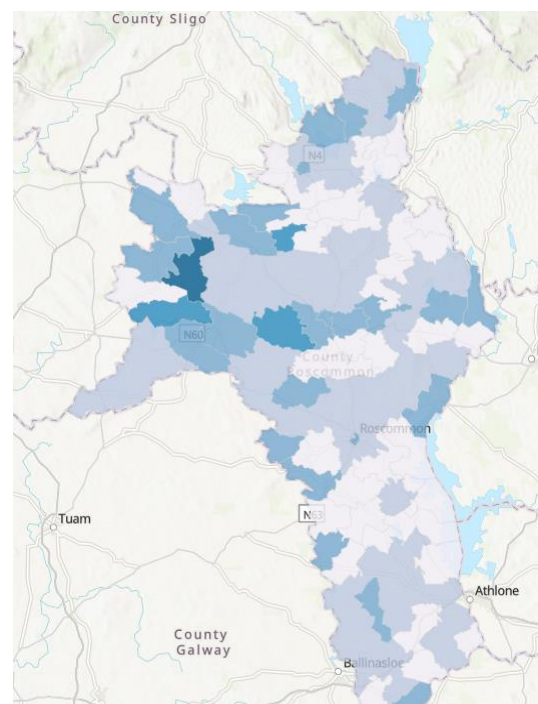 County Sligo
N4
N60
County
Roscommon
Roscommon
N63
Tuam
Athlone
County
Galway
Ballinasloe